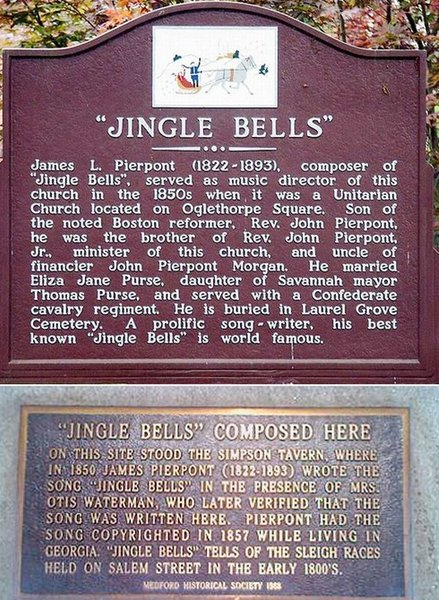 "JINGLE BELLS"
James L. Pierpont (1822-1893), composer of
"Jingle Bells", served as music director of this
church in the 1850s when it was a Unitarian
Church located on Oglethorpe Square. Son of
the noted Boston reformer, Rev. John Pierpont,
he was the brother of Rev. John Pierpont,
Jr., minister of this church, and uncle of
financier John Pierpont Morgan. He married
Eliza Jane Purse, daughter of Savannah mayor
Thomas Purse, and served with a Confederate
cavalry regiment. He is buried in Laurel Grove
Cemetery. A prolific song-writer, his best
known "Jingle Bells" is world famous.
"JINGLE BELLS" COMPOSED HERE
ON THIS SITE STOOD THE SIMPSON TAVERN, WHERE
IN 1850 JAMES PIERPONT (1822-1893) WROTE THE
SONG "JINGLE BELLS" IN THE PRESENCE OF MRS.
OTIS WATERMAN, WHO LATER VERIFIED THAT THE
SONG WAS WRITTEN HERE. PIERPONT HAD THE
SONG COPYRIGHTED IN 1857 WHILE LIVING IN
GEORGIA. "JINGLE BELLS" TELLS OF THE SLEIGH RACES
HELD ON SALEM STREET IN THE EARLY 1800'S.
MEDFORD HISTORICAL SOCIETY 1968